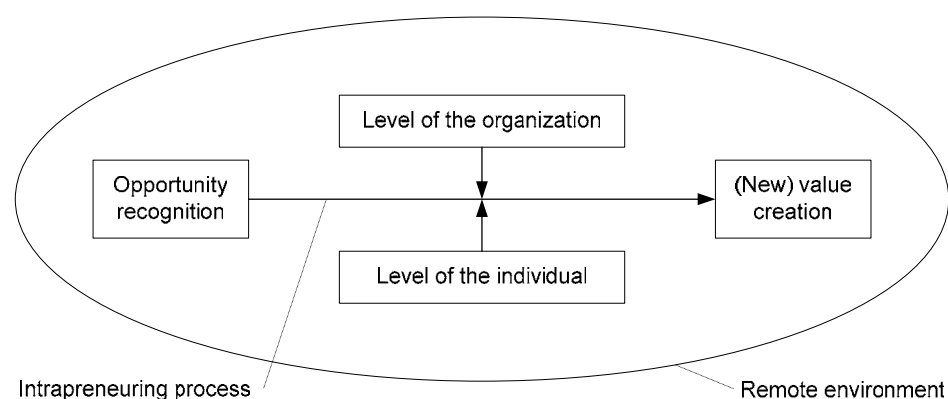 Level of the organization
Opportunity
recognition
(New) value
creation
Level of the individual
Intrapreneuring process
Remote environment